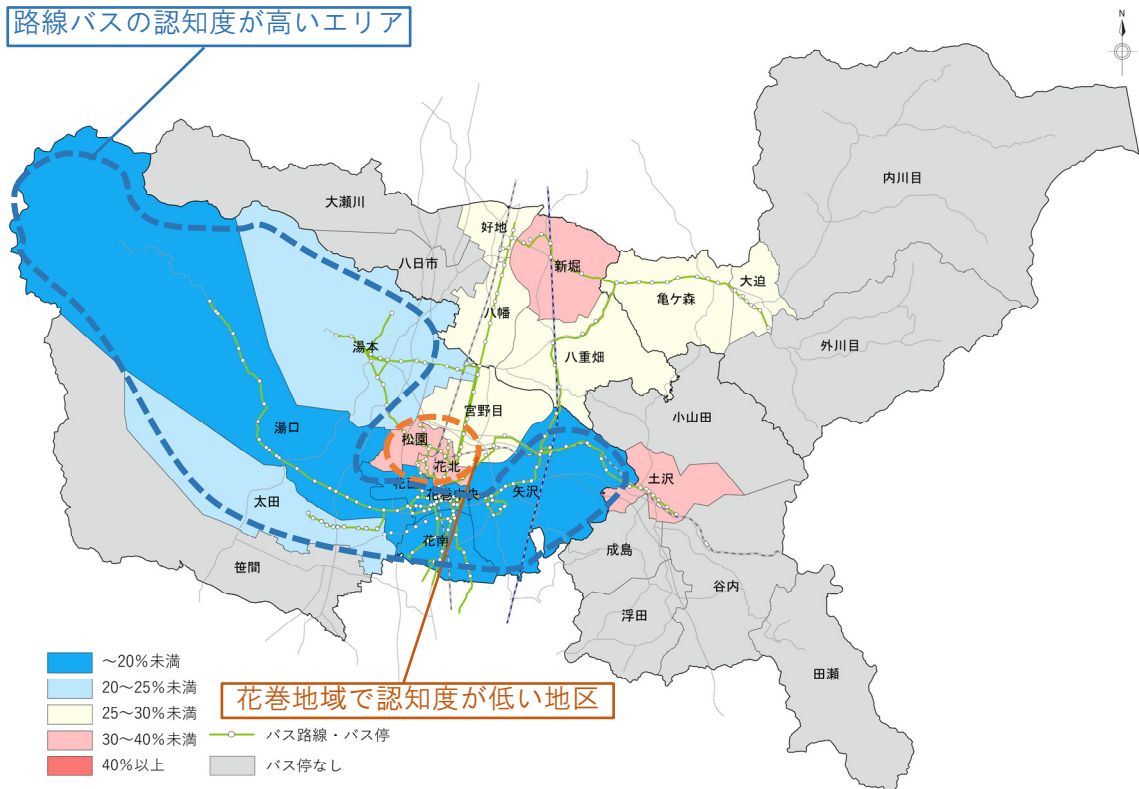 路線バスの認知度が高いエリア
N
内川目
大瀬川
好地
八日市
新堀
大迫
亀ケ森
八幡
外川目
湯本
八重畑
宮野目
小山田
湯口
松園
花北
土沢
矢沢
太田
花南
成島
笹間
谷内
浮田
田瀬
～20%未満
20～25%未満
花巻地域で認知度が低い地区
25～30%未満
30～40%未満
バス路線・バス停
40%以上
バス停なし